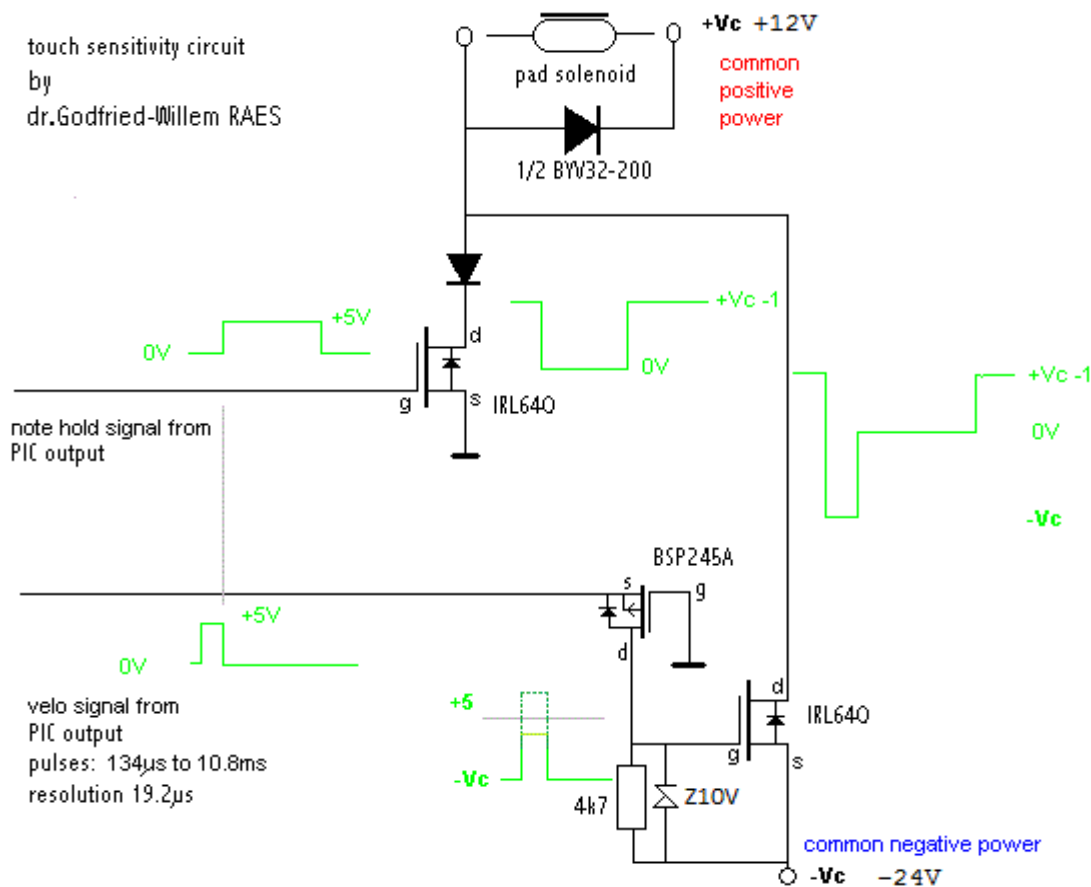 touch sensitivity circuit
by
dr.Godfried-Willem RAES
+Vc +12V
common
positive
power
pad solenoid
1/2 BYV32-200
+5V
0V
d
g
s
IRL640
+Vc -1
0V
note hold signal from
PIC output
+Vc -1
0V
-Vc
BSP245A
s
g
d
+5V
0V
velo signal from
PIC output
pulses: 134µs to 10.8ms
resolution 19.2µs
+5
-Vc
d
g
s
IRL640
4k7
Z10V
common negative power
-Vc -24V